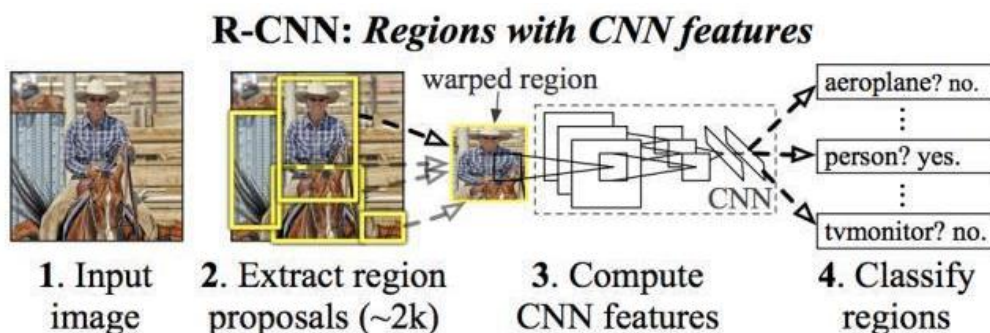 R-CNN: Regions with CNN features
warped region
aeroplane? no.
person? yes.
CNN
tvmonitor? no.
1. Input
image
2. Extract region
proposals (~2k)
3. Compute
CNN features
4. Classify
regions